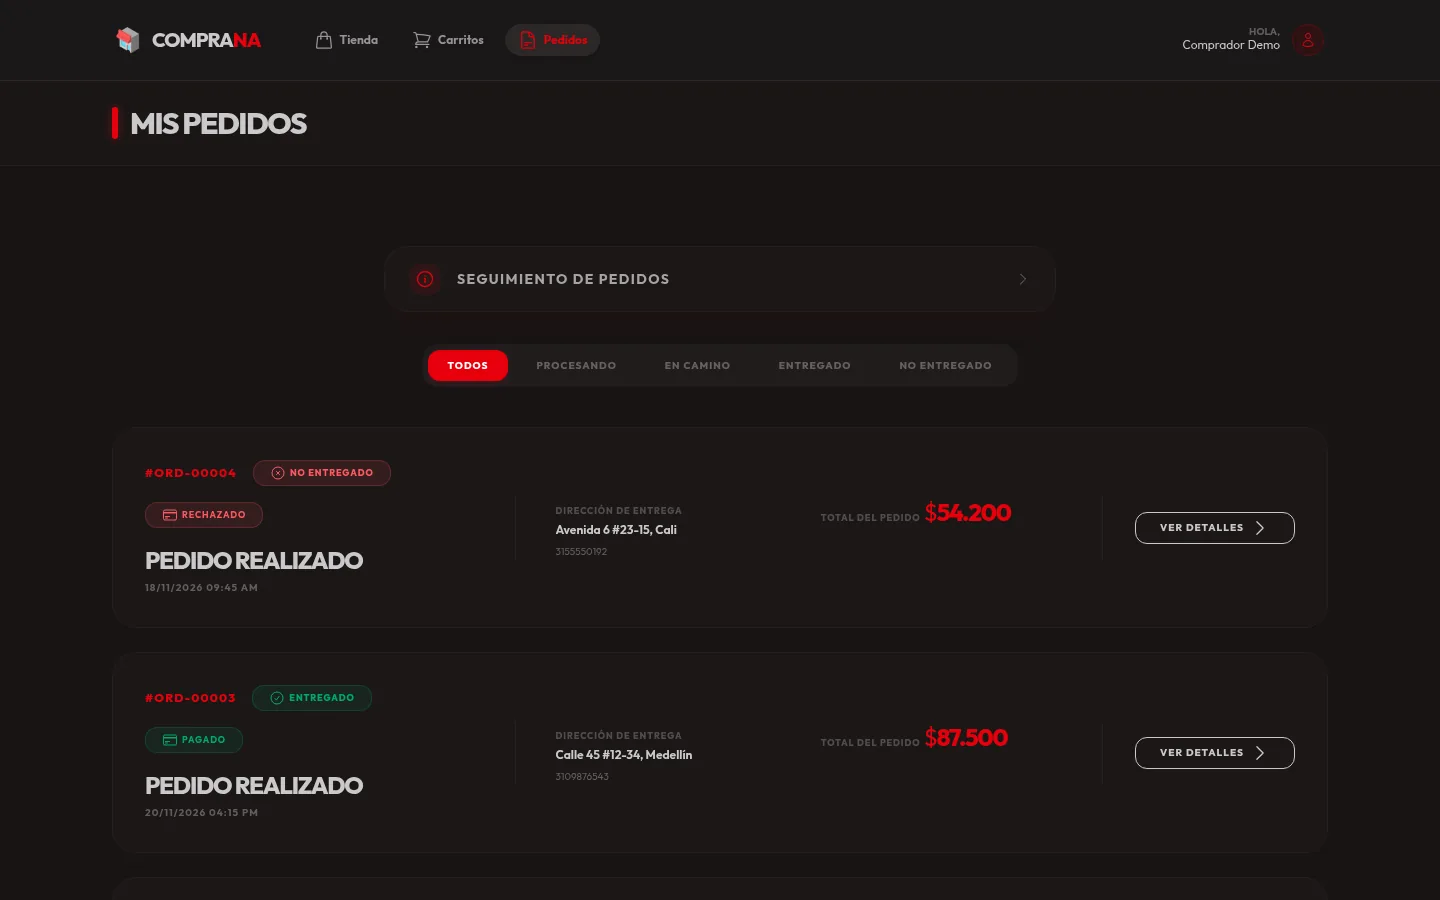 COMPRANA
Tienda
Carritos
Pedidos
HOLA,
Comprador Demo
MIS PEDIDOS
SEGUIMIENTO DE PEDIDOS
TODOS
PROCESANDO
EN CAMINO
ENTREGADO
NO ENTREGADO
#ORD-00004
NO ENTREGADO
RECHAZADO
PEDIDO REALIZADO
18/11/2026 09:45 AM
DIRECCIÓN DE ENTREGA
Avenida 6 #23-15, Cali
3155550192
TOTAL DEL PEDIDO $54.200
VER DETALLES
#ORD-00003
ENTREGADO
PAGADO
PEDIDO REALIZADO
20/11/2026 04:15 PM
DIRECCIÓN DE ENTREGA
Calle 45 #12-34, Medellín
3109876543
TOTAL DEL PEDIDO $87.500
VER DETALLES